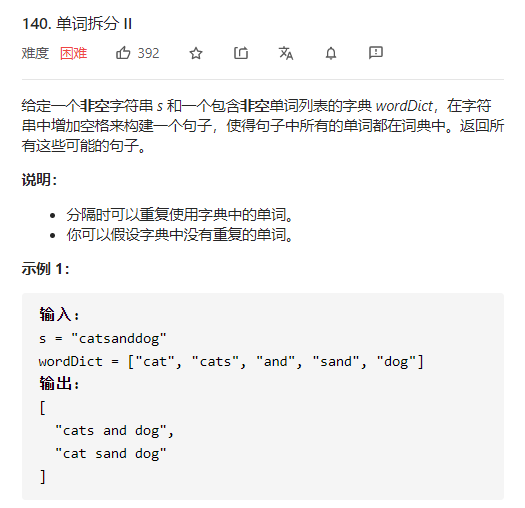 140. 单词拆分 II
难度 困难 392
给定一个非空字符串 s 和一个包含非空单词列表的字典 wordDict，在字符
串中增加空格来构建一个句子，使得句子中所有的单词都在词典中。返回所
有这些可能的句子。
说明：
• 分隔时可以重复使用字典中的单词。
• 你可以假设字典中没有重复的单词。
示例 1：
输入:
s = "catsanddog"
wordDict = ["cat", "cats", "and", "sand", "dog"]
输出:
[
  "cats and dog",
  "cat sand dog"
]